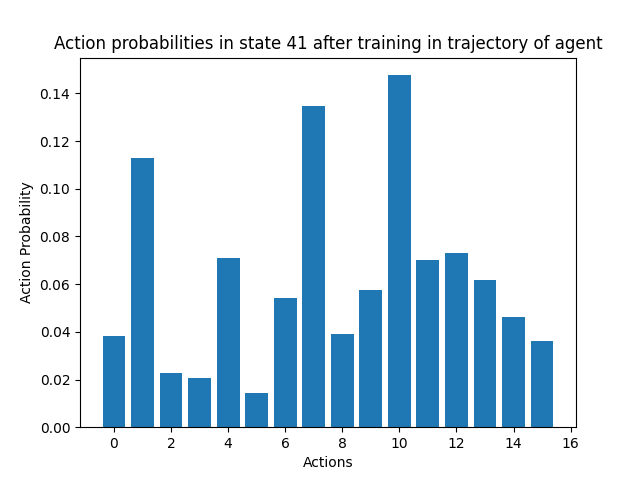 Action probabilities in state 41 after training in trajectory of agent
0.14
0.12
0.10
0.08
0.06
0.04
0.02
0.00
Action Probability
0 2 4 6 8 10 12 14 16
Actions